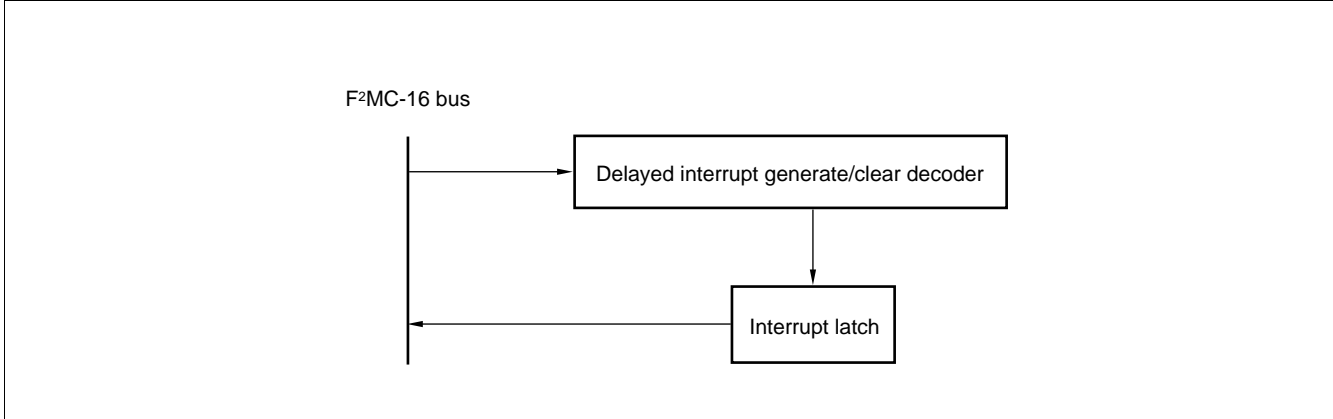 F²MC-16 bus
Delayed interrupt generate/clear decoder
Interrupt latch